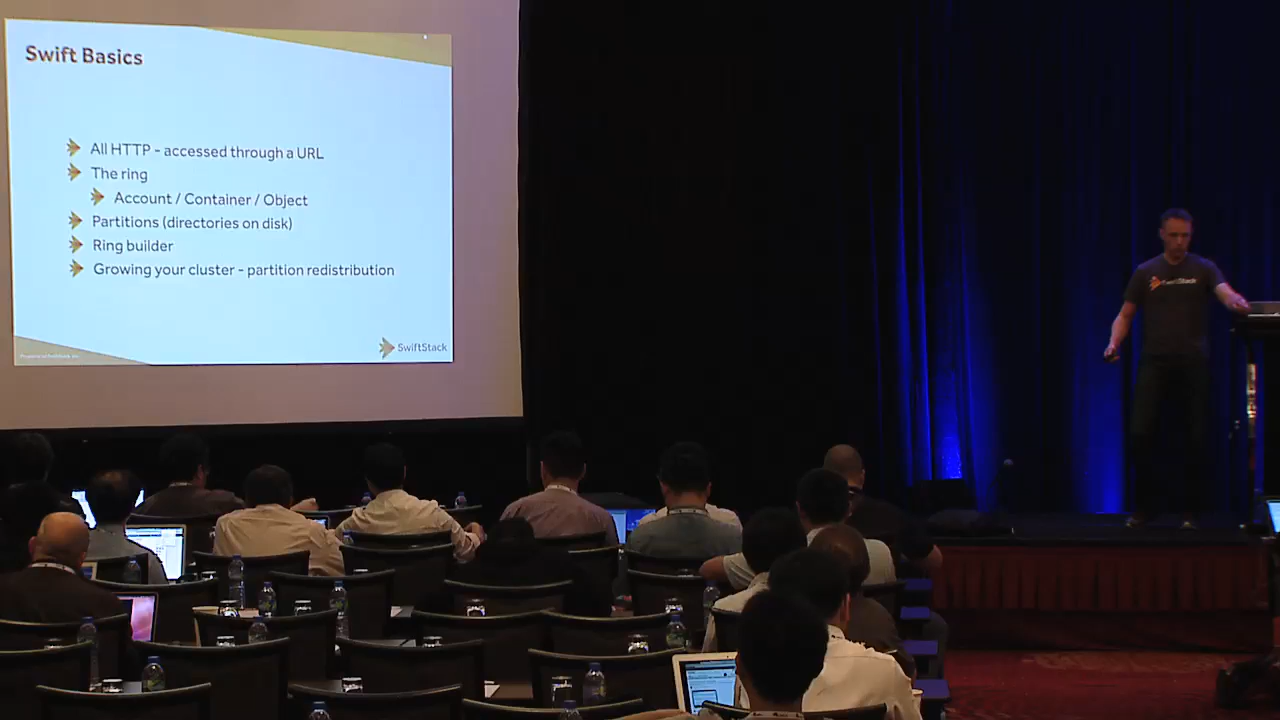 Swift Basics
All HTTP - accessed through a URL
The ring
Account / Container / Object
Partitions (directories on disk)
Ring builder
Growing your cluster - partition redistribution
SwiftStack
SwiftStack